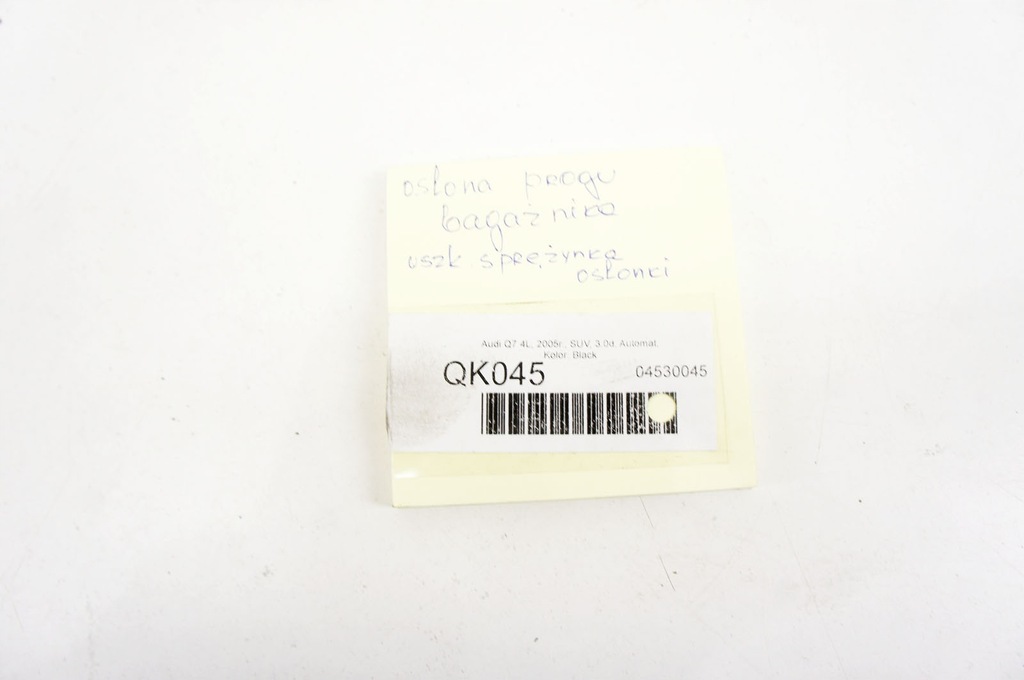 osłona progu
bagażnika
uszk. sprężynka
osłonki
Audi Q7 4L, 2005r., SUV, 3.0d, Automat.
Kolor: Black
QK045 04530045